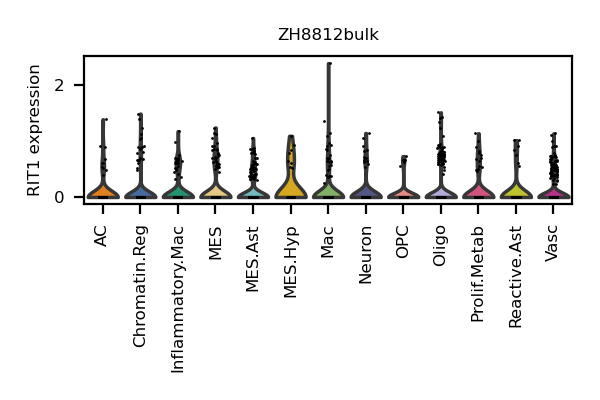 ZH8812bulk
RIT1 expression
2
0
AC
Chromatin.Reg
Inflammatory.Mac
MES
MES.Ast
MES.Hyp
Mac
Neuron
OPC
Oligo
Prolif.Metab
Reactive.Ast
Vasc